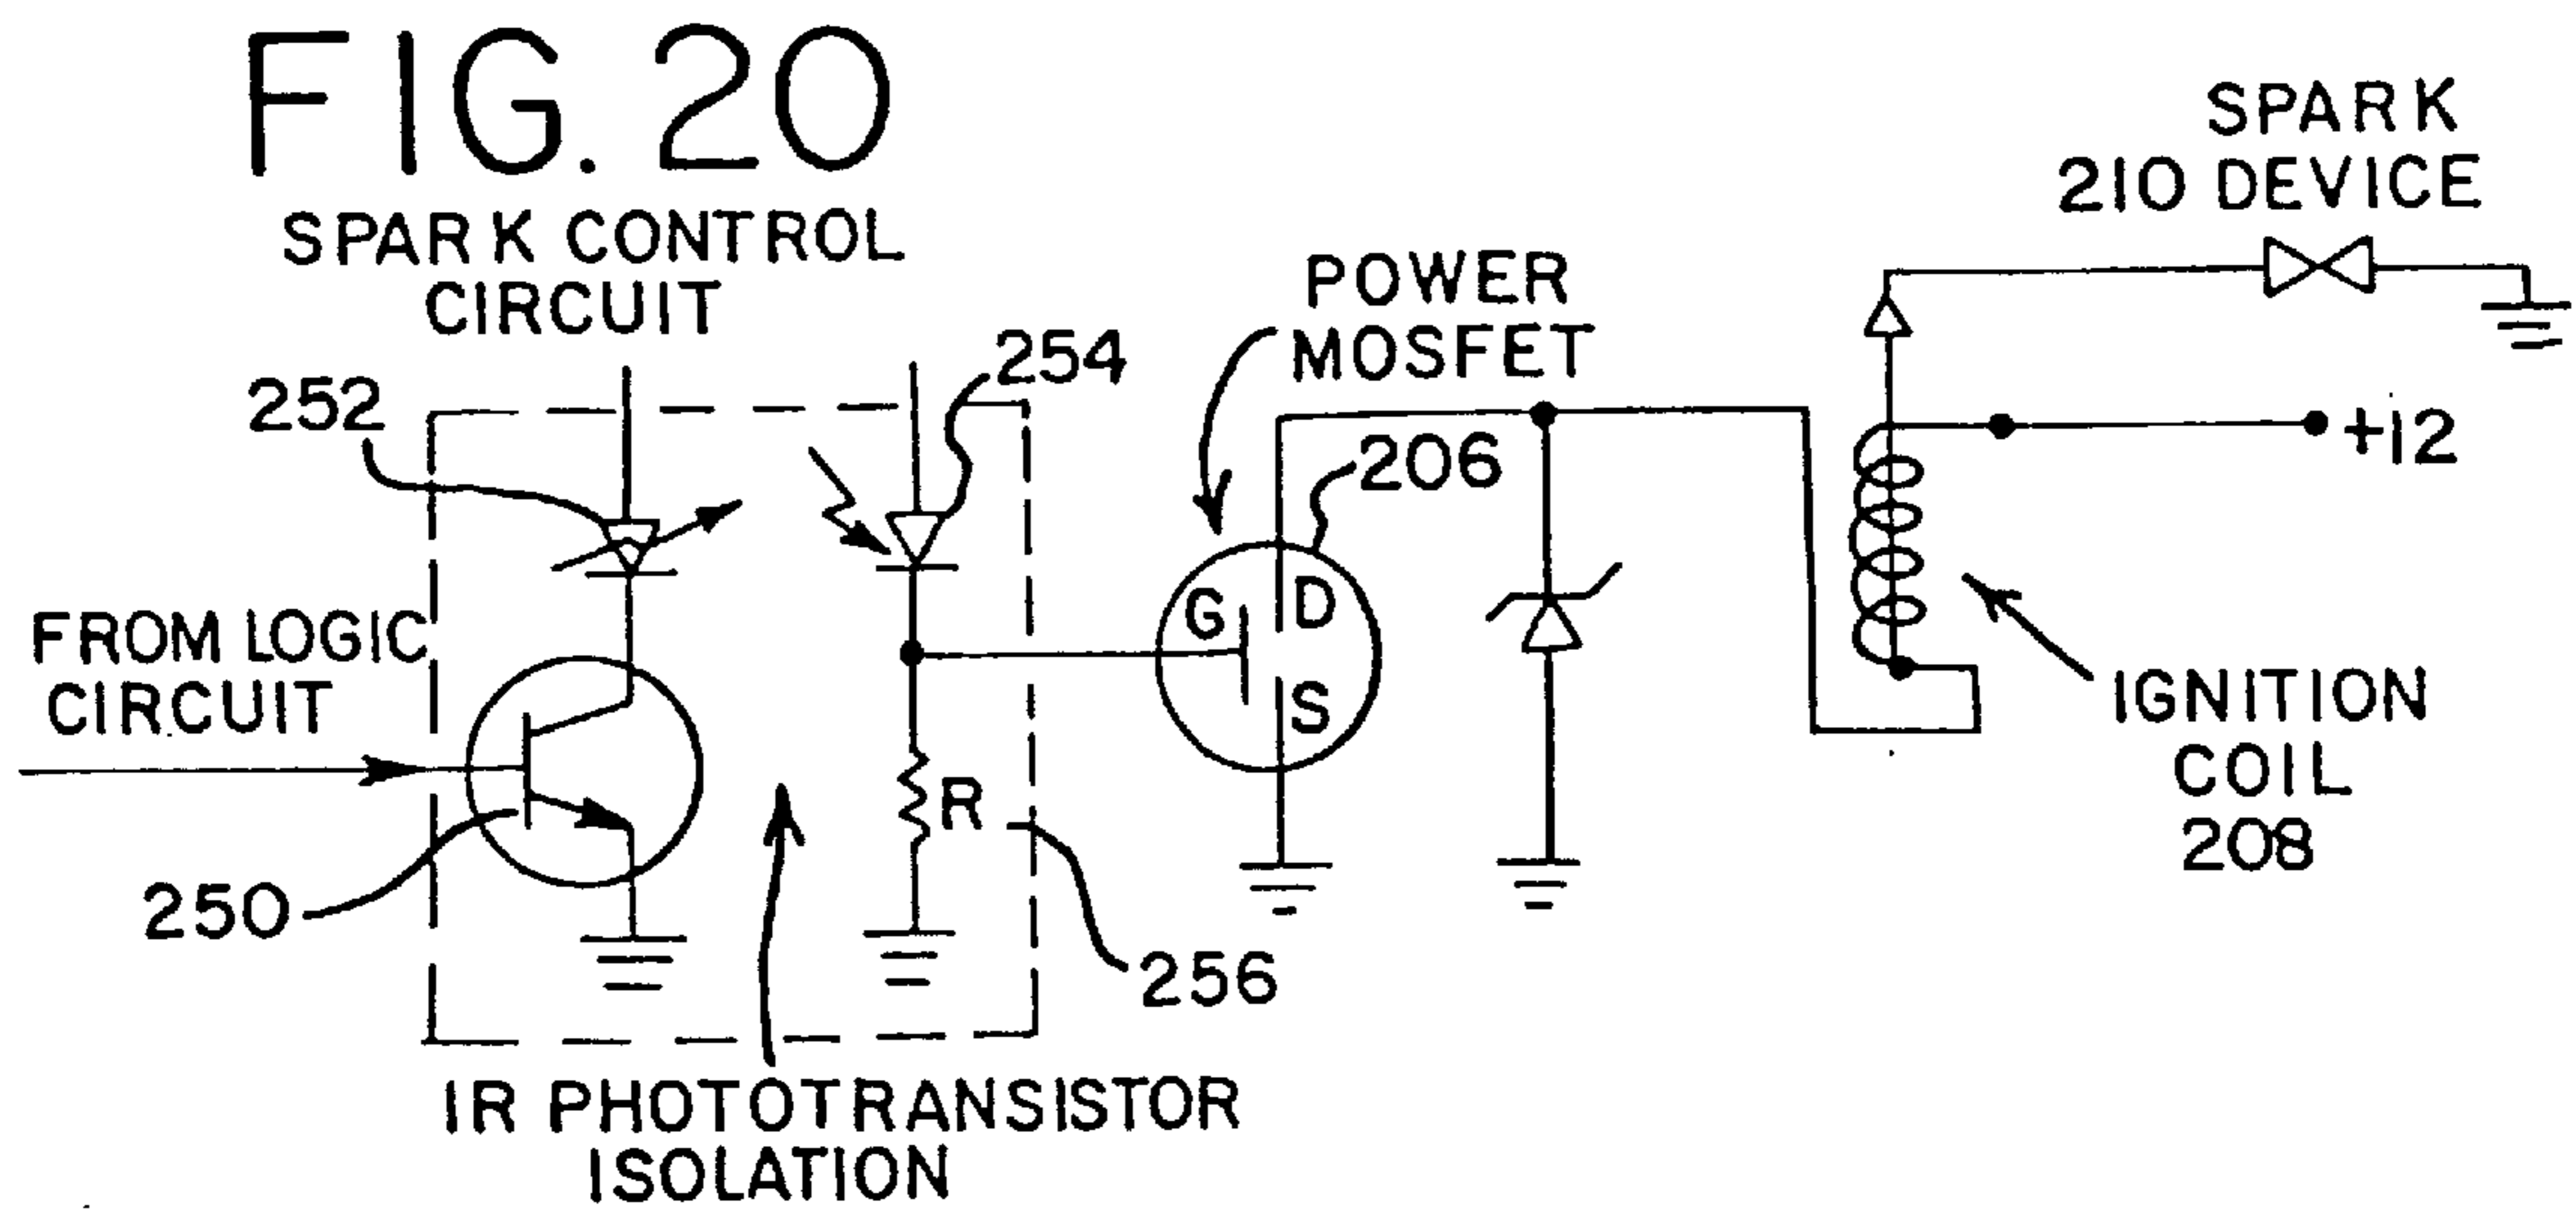 FIG. 20
SPARK CONTROL
CIRCUIT
SPARK
210 DEVICE
POWER
MOSFET
254
252
206
+12
G
D
S
FROM LOGIC
CIRCUIT
R
250
256
IGNITION
COIL
208
IR PHOTOTRANSISTOR
ISOLATION